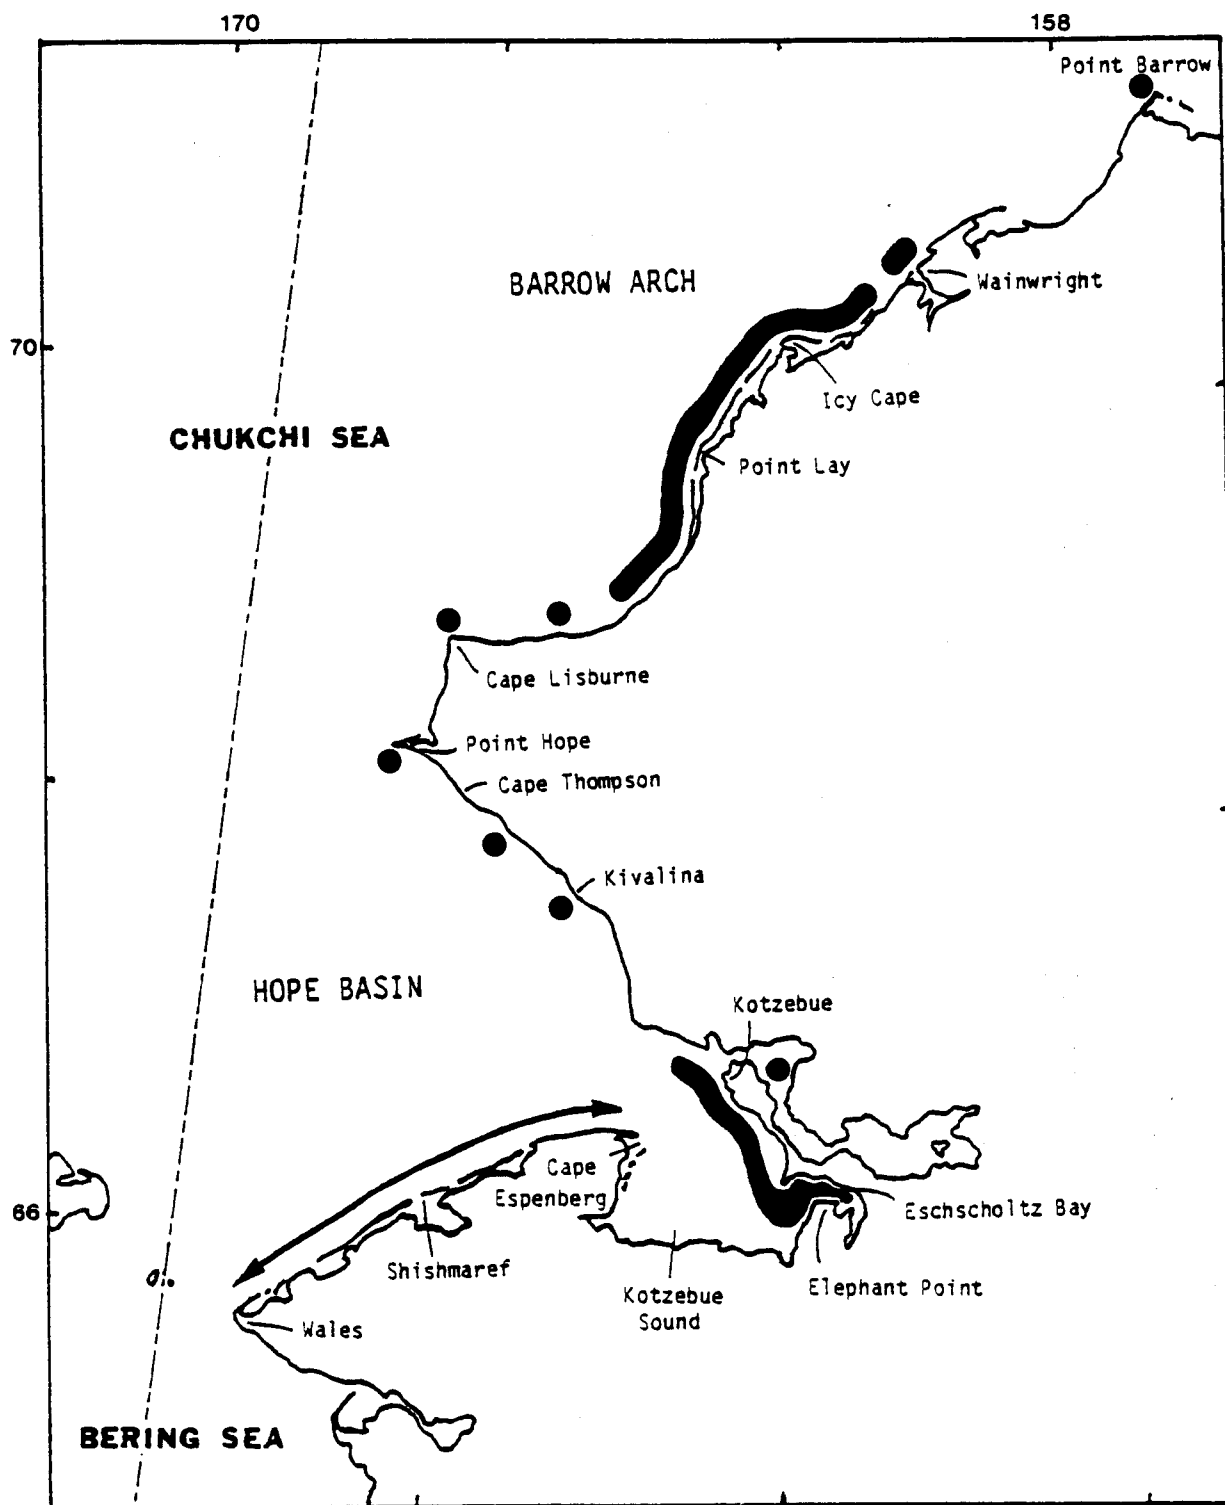 170
158
Point Barrow
BARROW ARCH
Wainwright
70
Icy Cape
CHUKCHI SEA
Point Lay
Cape Lisburne
Point Hope
Cape Thompson
Kivalina
HOPE BASIN
Kotzebue
Cape
Espenberg
66
Eschscholtz Bay
Shishmaref
Elephant Point
Kotzebue
Sound
Wales
BERING SEA